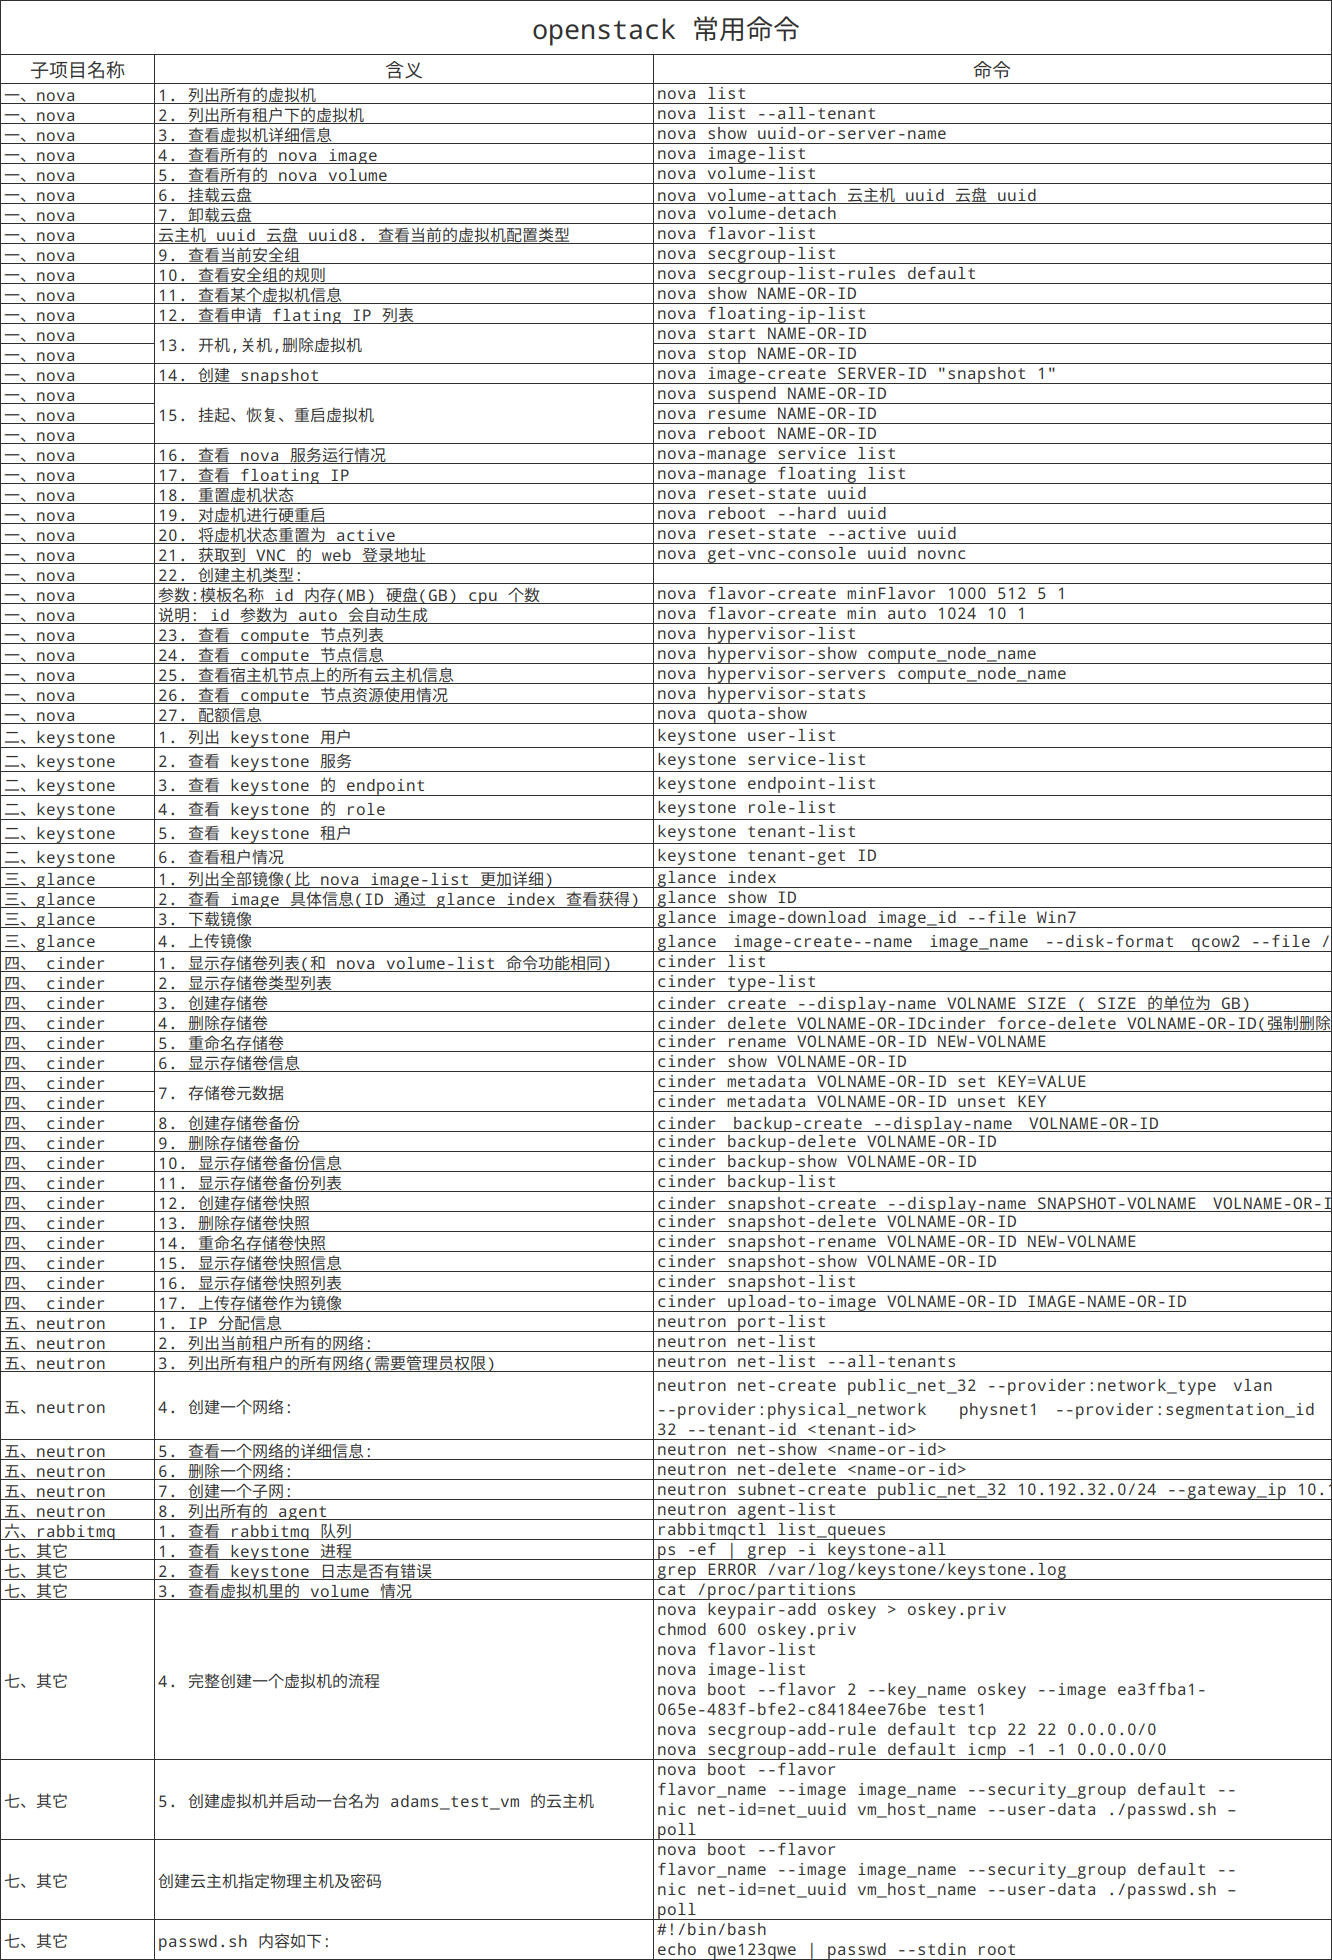 openstack 常用命令
子项目名称 含义 命令
一、nova 1. 列出所有的虚拟机 nova list
一、nova 2. 列出所有租户下的虚拟机 nova list --all-tenant
一、nova 3. 查看虚拟机详细信息 nova show uuid-or-server-name
一、nova 4. 查看所有的 nova image nova image-list
一、nova 5. 查看所有的 nova volume nova volume-list
一、nova 6. 挂载云盘 nova volume-attach 云主机 uuid 云盘 uuid
一、nova 7. 卸载云盘 nova volume-detach
一、nova 云主机 uuid 云盘 uuid8. 查看当前的虚拟机配置类型 nova flavor-list
一、nova 9. 查看当前安全组 nova secgroup-list
一、nova 10. 查看安全组的规则 nova secgroup-list-rules default
一、nova 11. 查看某个虚拟机信息 nova show NAME-OR-ID
一、nova 12. 查看申请 flating IP 列表 nova floating-ip-list
一、nova 13. 开机,关机,删除虚拟机 nova start NAME-OR-ID
一、nova nova stop NAME-OR-ID
一、nova 14. 创建 snapshot nova image-create SERVER-ID "snapshot 1"
一、nova nova suspend NAME-OR-ID
一、nova 15. 挂起、恢复、重启虚拟机 nova resume NAME-OR-ID
一、nova nova reboot NAME-OR-ID
一、nova 16. 查看 nova 服务运行情况 nova-manage service list
一、nova 17. 查看 floating IP nova-manage floating list
一、nova 18. 重置虚机状态 nova reset-state uuid
一、nova 19. 对虚机进行硬重启 nova reboot --hard uuid
一、nova 20. 将虚机状态重置为 active nova reset-state --active uuid
一、nova 21. 获取到 VNC 的 web 登录地址 nova get-vnc-console uuid novnc
一、nova 22. 创建主机类型:
一、nova 参数:模板名称 id 内存(MB) 硬盘(GB) cpu 个数 nova flavor-create minFlavor 1000 512 5 1
一、nova 说明: id 参数为 auto 会自动生成 nova flavor-create min auto 1024 10 1
一、nova 23. 查看 compute 节点列表 nova hypervisor-list
一、nova 24. 查看 compute 节点信息 nova hypervisor-show compute_node_name
一、nova 25. 查看宿主机节点上的所有云主机信息 nova hypervisor-servers compute_node_name
一、nova 26. 查看 compute 节点资源使用情况 nova hypervisor-stats
一、nova 27. 配额信息 nova quota-show
二、keystone 1. 列出 keystone 用户 keystone user-list
二、keystone 2. 查看 keystone 服务 keystone service-list
二、keystone 3. 查看 keystone 的 endpoint keystone endpoint-list
二、keystone 4. 查看 keystone 的 role keystone role-list
二、keystone 5. 查看 keystone 租户 keystone tenant-list
二、keystone 6. 查看租户情况 keystone tenant-get ID
三、glance 1. 列出全部镜像(比 nova image-list 更加详细) glance index
三、glance 2. 查看 image 具体信息(ID 通过 glance index 查看获得) glance show ID
三、glance 3. 下载镜像 glance image-download image_id --file Win7
三、glance 4. 上传镜像 glance image-create--name image_name --disk-format qcow2 --file /
四、 cinder 1. 显示存储卷列表(和 nova volume-list 命令功能相同) cinder list
四、 cinder 2. 显示存储卷类型列表 cinder type-list
四、 cinder 3. 创建存储卷 cinder create --display-name VOLNAME SIZE ( SIZE 的单位为 GB)
四、 cinder 4. 删除存储卷 cinder delete VOLNAME-OR-IDcinder force-delete VOLNAME-OR-ID(强制删除
四、 cinder 5. 重命名存储卷 cinder rename VOLNAME-OR-ID NEW-VOLNAME
四、 cinder 6. 显示存储卷信息 cinder show VOLNAME-OR-ID
四、 cinder 7. 存储卷元数据 cinder metadata VOLNAME-OR-ID set KEY=VALUE
四、 cinder cinder metadata VOLNAME-OR-ID unset KEY
四、 cinder 8. 创建存储卷备份 cinder backup-create --display-name VOLNAME-OR-ID
四、 cinder 9. 删除存储卷备份 cinder backup-delete VOLNAME-OR-ID
四、 cinder 10. 显示存储卷备份信息 cinder backup-show VOLNAME-OR-ID
四、 cinder 11. 显示存储卷备份列表 cinder backup-list
四、 cinder 12. 创建存储卷快照 cinder snapshot-create --display-name SNAPSHOT-VOLNAME VOLNAME-OR-I
四、 cinder 13. 删除存储卷快照 cinder snapshot-delete VOLNAME-OR-ID
四、 cinder 14. 重命名存储卷快照 cinder snapshot-rename VOLNAME-OR-ID NEW-VOLNAME
四、 cinder 15. 显示存储卷快照信息 cinder snapshot-show VOLNAME-OR-ID
四、 cinder 16. 显示存储卷快照列表 cinder snapshot-list
四、 cinder 17. 上传存储卷作为镜像 cinder upload-to-image VOLNAME-OR-ID IMAGE-NAME-OR-ID
五、neutron 1. IP 分配信息 neutron port-list
五、neutron 2. 列出当前租户所有的网络: neutron net-list
五、neutron 3. 列出所有租户的所有网络(需要管理员权限) neutron net-list --all-tenants
五、neutron 4. 创建一个网络: neutron net-create public_net_32 --provider:network_type vlan
--provider:physical_network physnet1 --provider:segmentation_id
32 --tenant-id <tenant-id>
五、neutron 5. 查看一个网络的详细信息: neutron net-show <name-or-id>
五、neutron 6. 删除一个网络: neutron net-delete <name-or-id>
五、neutron 7. 创建一个子网: neutron subnet-create public_net_32 10.192.32.0/24 --gateway_ip 10.1
五、neutron 8. 列出所有的 agent neutron agent-list
六、rabbitmq 1. 查看 rabbitmq 队列 rabbitmqctl list_queues
七、其它 1. 查看 keystone 进程 ps -ef | grep -i keystone-all
七、其它 2. 查看 keystone 日志是否有错误 grep ERROR /var/log/keystone/keystone.log
七、其它 3. 查看虚拟机里的 volume 情况 cat /proc/partitions
七、其它 4. 完整创建一个虚拟机的流程 nova keypair-add oskey > oskey.priv
chmod 600 oskey.priv
nova flavor-list
nova image-list
nova boot --flavor 2 --key_name oskey --image ea3ffba1-
065e-483f-bfe2-c84184ee76be test1
nova secgroup-add-rule default tcp 22 22 0.0.0.0/0
nova secgroup-add-rule default icmp -1 -1 0.0.0.0/0
七、其它 5. 创建虚拟机并启动一台名为 adams_test_vm 的云主机 nova boot --flavor
flavor_name --image image_name --security_group default --
nic net-id=net_uuid vm_host_name --user-data ./passwd.sh –
poll
七、其它 创建云主机指定物理主机及密码 nova boot --flavor
flavor_name --image image_name --security_group default --
nic net-id=net_uuid vm_host_name --user-data ./passwd.sh –
poll
七、其它 passwd.sh 内容如下: #!/bin/bash
echo qwe123qwe | passwd --stdin root